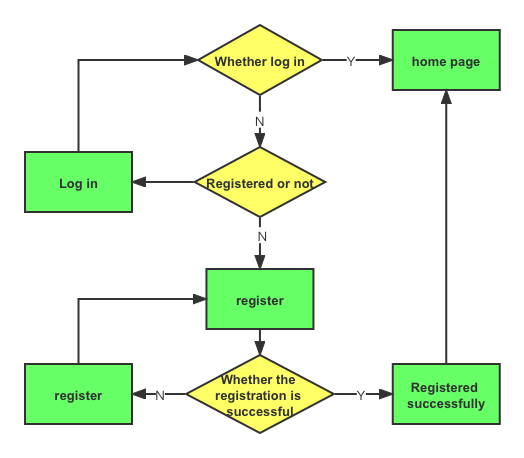 Whether log in
Y
home page
N
Log in
Registered or not
N
register
register
N
Whether the
registration is
successful
Y
Registered
successfully